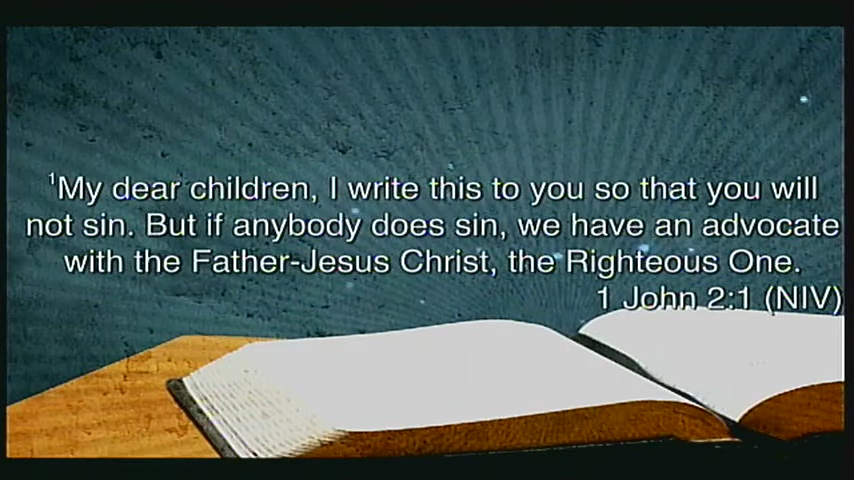 ¹My dear children, I write this to you so that you will
not sin. But if anybody does sin, we have an advocate
with the Father-Jesus Christ, the Righteous One.
1 John 2:1 (NIV)